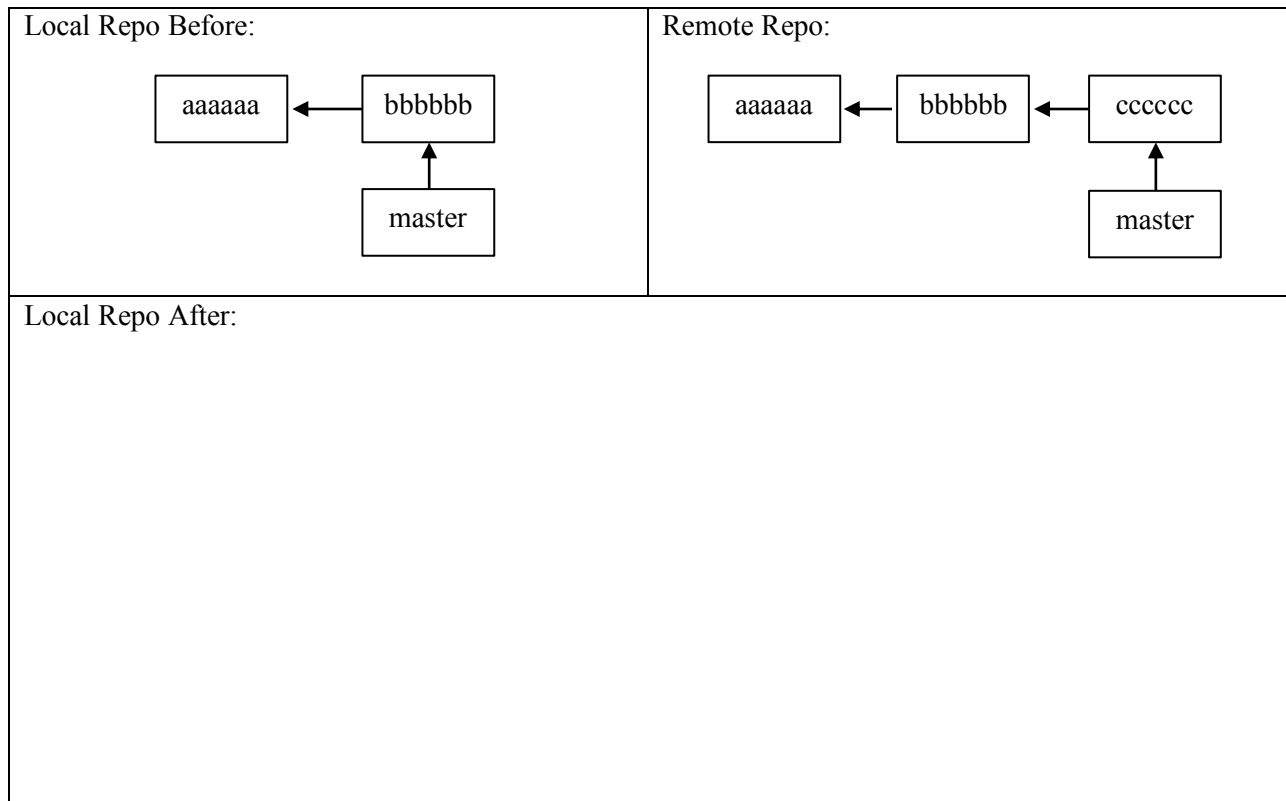 Local Repo Before:
aaaaaa
bbbbbb
master
Remote Repo:
aaaaaa
bbbbbb
cccccc
master
Local Repo After: